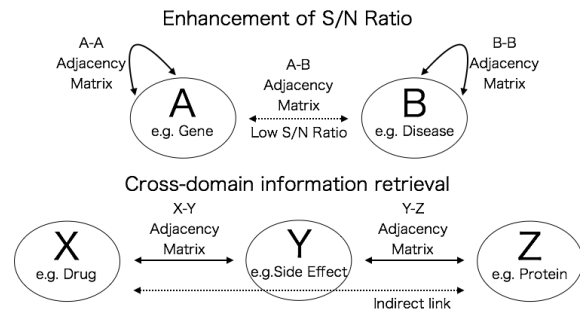 Enhancement of S/N Ratio
A-A
Adjacency
Matrix
A-B
Adjacency
Matrix
B-B
Adjacency
Matrix
A
e.g. Gene
Low S/N Ratio
B
e.g. Disease
Cross-domain information retrieval
X-Y
Adjacency
Matrix
Y-Z
Adjacency
Matrix
X
e.g. Drug
Y
e.g.Side Effect
Z
e.g. Protein
Indirect link